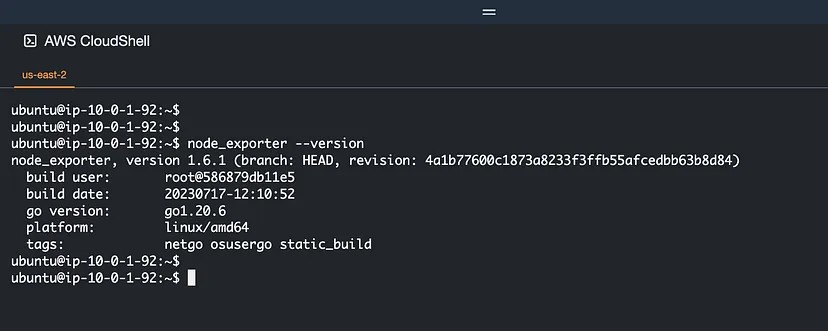 AWS CloudShell
us-east-2
ubuntu@ip-10-0-1-92:~$
ubuntu@ip-10-0-1-92:~$
ubuntu@ip-10-0-1-92:~$ node_exporter --version
node_exporter, version 1.6.1 (branch: HEAD, revision: 4a1b77600c1873a8233f3ffb55afcedbb63b8d84)
build user: root@586879db11e5
build date: 20230717-12:10:52
go version: go1.20.6
platform: linux/amd64
tags: netgo osusergo static_build
ubuntu@ip-10-0-1-92:~$
ubuntu@ip-10-0-1-92:~$